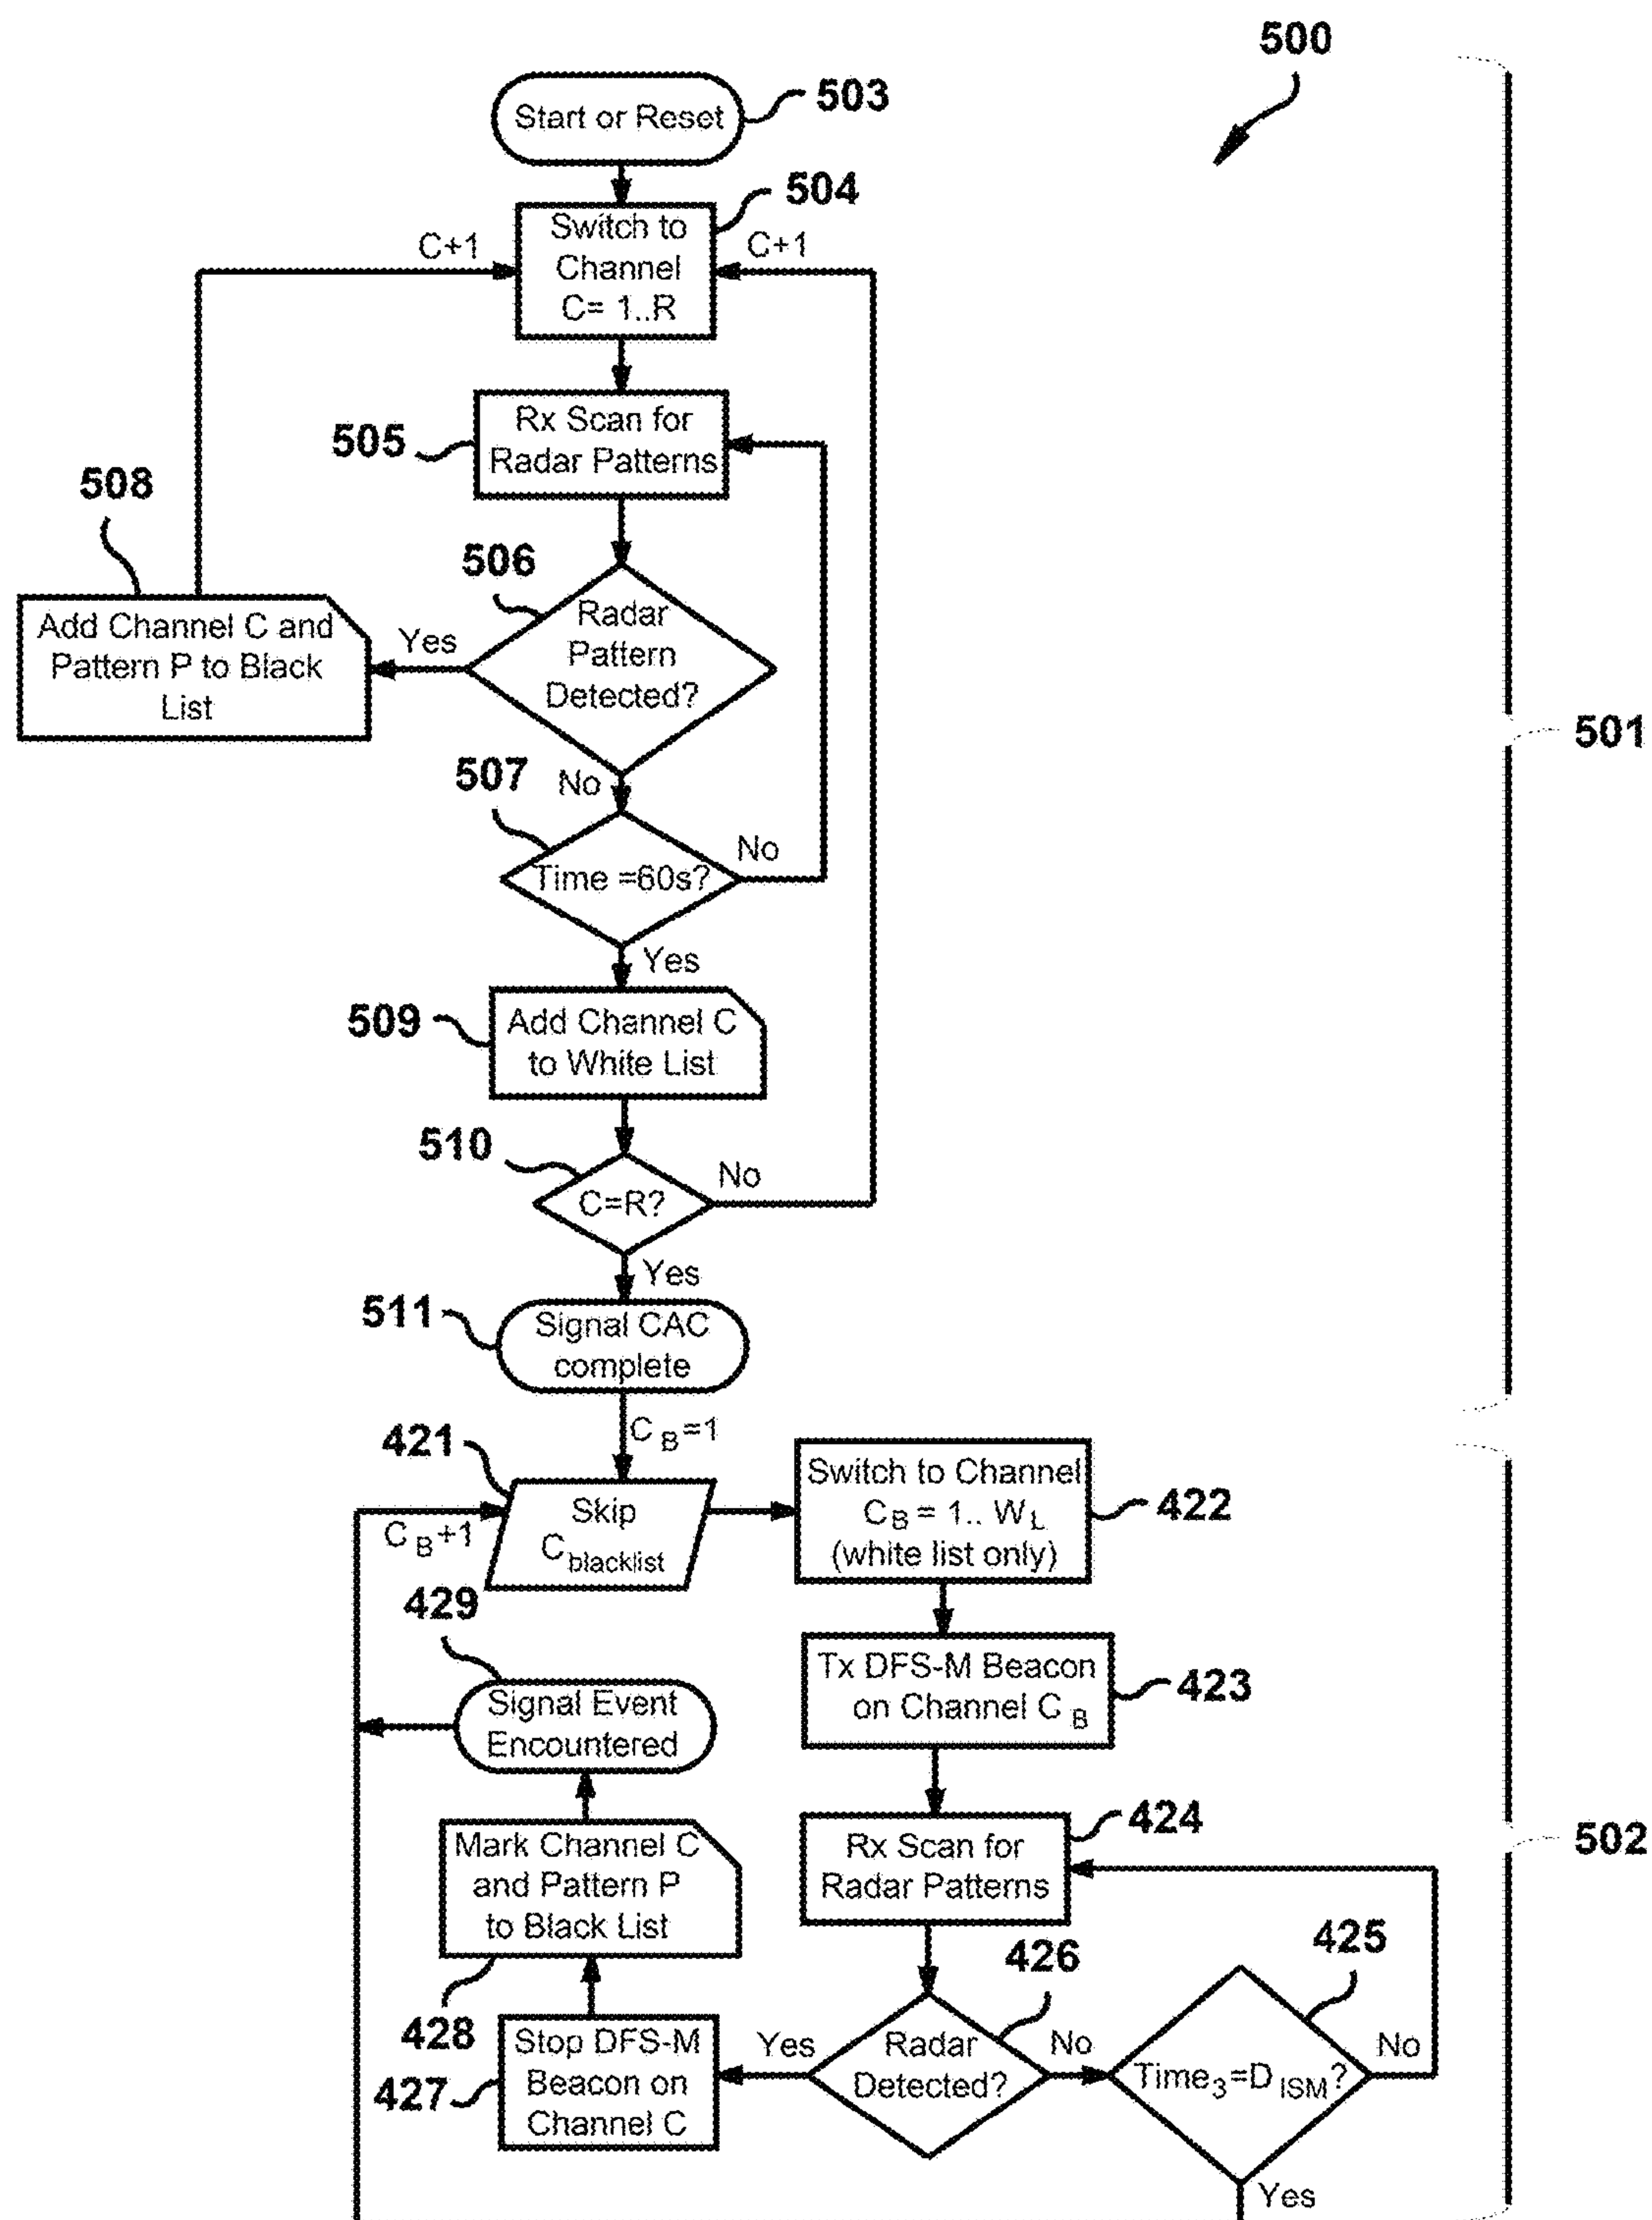 500
Start or Reset
503
504
Switch to
Channel
C= 1..R
C+1
C+1
505
Rx Scan for
Radar Patterns
508
506
Add Channel C and
Pattern P to Black
List
Yes
Radar
Pattern
Detected?
501
507
No
Time =60s?
No
Yes
509
Add Channel C
to White List
510
C=R?
No
Yes
511
Signal CAC
complete
C B=1
421
Skip
C blacklist
C B+1
Switch to Channel
C B = 1.. W L
(white list only)
422
429
Signal Event
Encountered
Tx DFS-M Beacon
on Channel C B
423
Mark Channel C
and Pattern P
to Black List
Rx Scan for
Radar Patterns
424
502
428
427
Stop DFS-M
Beacon on
Channel C
Yes
Radar
Detected?
426
No
425
Time3=D ISM?
No
Yes